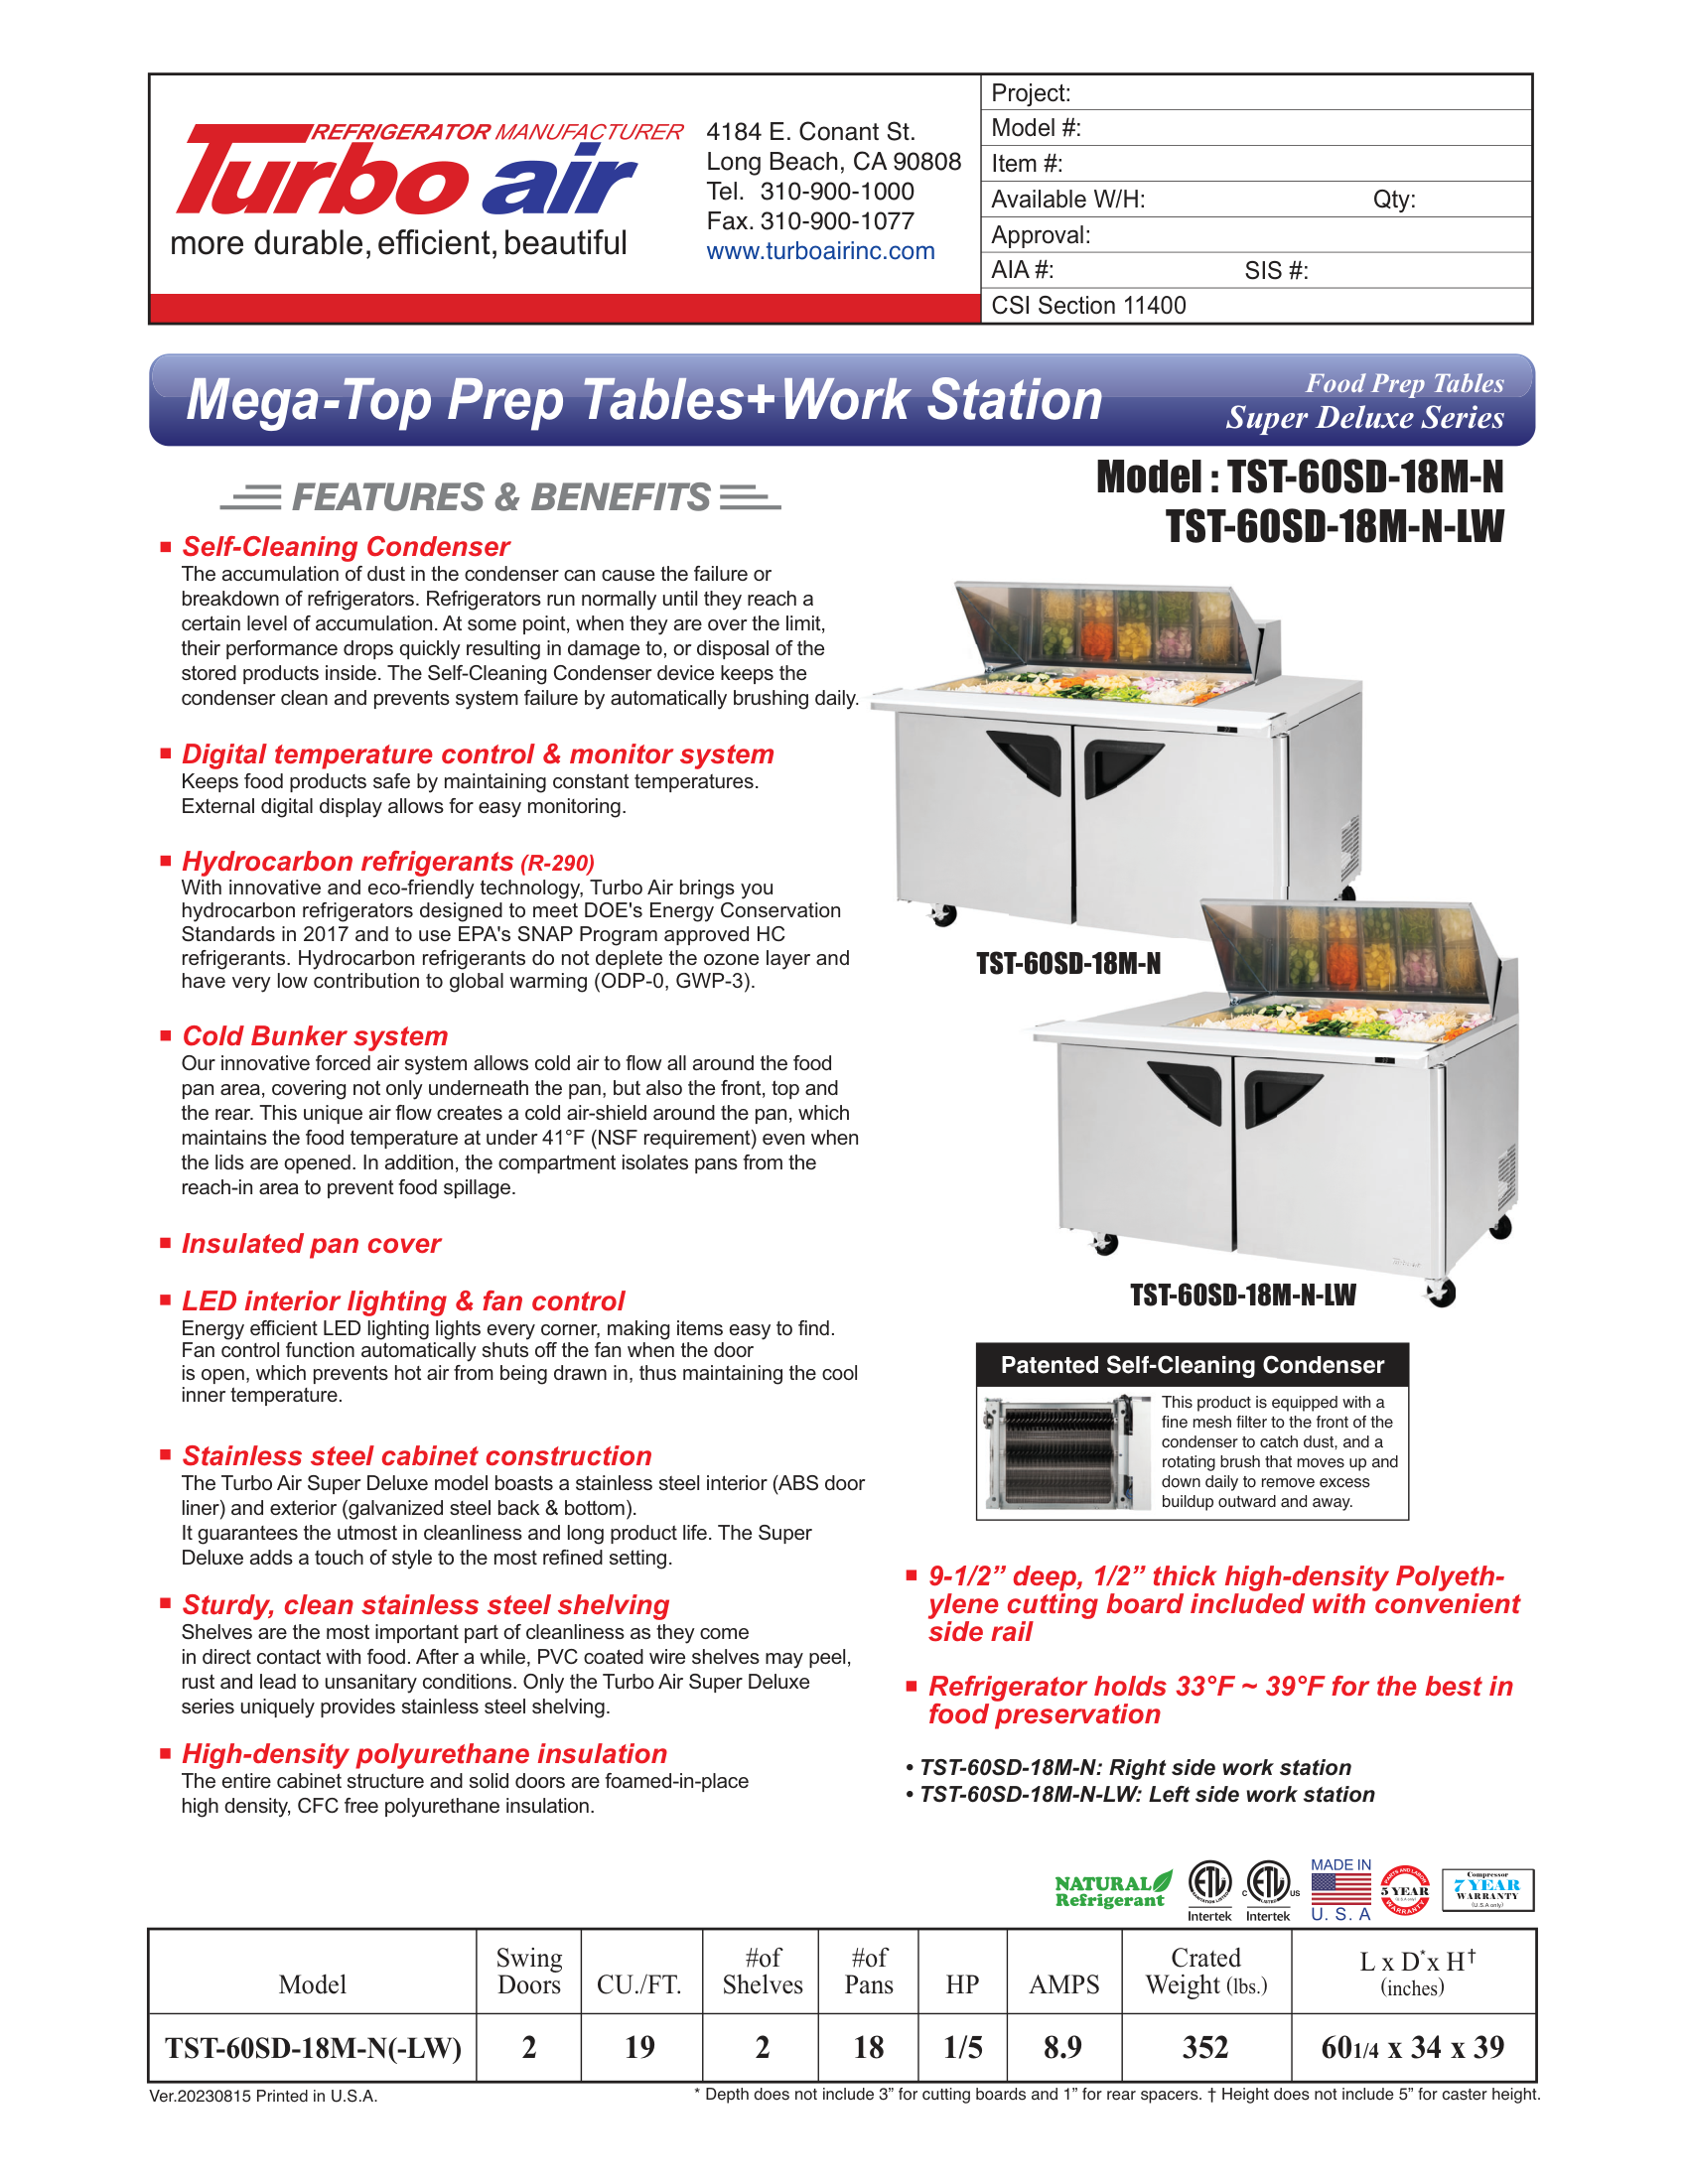 REFRIGERATOR MANUFACTURER
Turbo air
more durable, efficient, beautiful
4184 E. Conant St.
Long Beach, CA 90808
Tel. 310-900-1000
Fax. 310-900-1077
www.turboairinc.com
Project:
Model #:
Item #:
Available W/H: Qty:
Approval:
AIA #: SIS #:
CSI Section 11400
Mega-Top Prep Tables+Work Station
Food Prep Tables
Super Deluxe Series
Model : TST-60SD-18M-N
TST-60SD-18M-N-LW
FEATURES & BENEFITS
■ Self-Cleaning Condenser
The accumulation of dust in the condenser can cause the failure or
breakdown of refrigerators. Refrigerators run normally until they reach a
certain level of accumulation. At some point, when they are over the limit,
their performance drops quickly resulting in damage to, or disposal of the
stored products inside. The Self-Cleaning Condenser device keeps the
condenser clean and prevents system failure by automatically brushing daily.
■ Digital temperature control & monitor system
Keeps food products safe by maintaining constant temperatures.
External digital display allows for easy monitoring.
■ Hydrocarbon refrigerants (R-290)
With innovative and eco-friendly technology, Turbo Air brings you
hydrocarbon refrigerators designed to meet DOE's Energy Conservation
Standards in 2017 and to use EPA's SNAP Program approved HC
refrigerants. Hydrocarbon refrigerants do not deplete the ozone layer and
have very low contribution to global warming (ODP-0, GWP-3).
■ Cold Bunker system
Our innovative forced air system allows cold air to flow all around the food
pan area, covering not only underneath the pan, but also the front, top and
the rear. This unique air flow creates a cold air-shield around the pan, which
maintains the food temperature at under 41°F (NSF requirement) even when
the lids are opened. In addition, the compartment isolates pans from the
reach-in area to prevent food spillage.
■ Insulated pan cover
■ LED interior lighting & fan control
Energy efficient LED lighting lights every corner, making items easy to find.
Fan control function automatically shuts off the fan when the door
is open, which prevents hot air from being drawn in, thus maintaining the cool
inner temperature.
■ Stainless steel cabinet construction
The Turbo Air Super Deluxe model boasts a stainless steel interior (ABS door
liner) and exterior (galvanized steel back & bottom).
It guarantees the utmost in cleanliness and long product life. The Super
Deluxe adds a touch of style to the most refined setting.
■ Sturdy, clean stainless steel shelving
Shelves are the most important part of cleanliness as they come
in direct contact with food. After a while, PVC coated wire shelves may peel,
rust and lead to unsanitary conditions. Only the Turbo Air Super Deluxe
series uniquely provides stainless steel shelving.
■ High-density polyurethane insulation
The entire cabinet structure and solid doors are foamed-in-place
high density, CFC free polyurethane insulation.
TST-60SD-18M-N
TST-60SD-18M-N-LW
Patented Self-Cleaning Condenser
This product is equipped with a
fine mesh filter to the front of the
condenser to catch dust, and a
rotating brush that moves up and
down daily to remove excess
buildup outward and away.
■ 9-1/2” deep, 1/2” thick high-density Polyeth-
ylene cutting board included with convenient
side rail
■ Refrigerator holds 33°F ~ 39°F for the best in
food preservation
• TST-60SD-18M-N: Right side work station
• TST-60SD-18M-N-LW: Left side work station
NATURAL
Refrigerant
ETL
Intertek
C ETL US
LISTED
Intertek
MADE IN
U. S. A
PARTS AND LABOR
5 YEAR
WARRANTY
Compressor
7 YEAR
WARRANTY
(U.S.A only)
Model Swing Doors CU./FT. #of Shelves #of Pans HP AMPS Crated Weight (lbs.) L x D* x H† (inches)
TST-60SD-18M-N(-LW) 2 19 2 18 1/5 8.9 352 60 1/4 x 34 x 39
Ver.20230815 Printed in U.S.A.
* Depth does not include 3” for cutting boards and 1” for rear spacers. † Height does not include 5” for caster height.